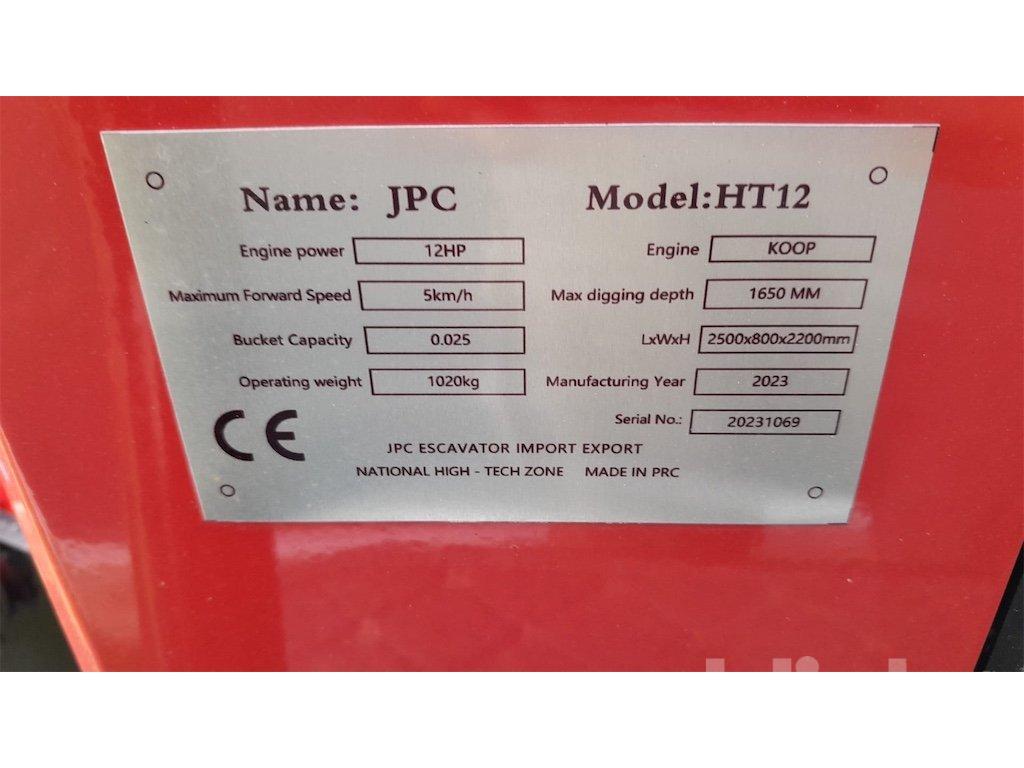 Name: JPC Model:HT12
Engine power 12HP Engine KOOP
Maximum Forward Speed 5km/h Max digging depth 1650 MM
Bucket Capacity 0.025 LxWxH 2500x800x2200mm
Operating weight 1020kg Manufacturing Year 2023
Serial No.: 20231069
CE
JPC ESCAVATOR IMPORT EXPORT
NATIONAL HIGH - TECH ZONE MADE IN PRC